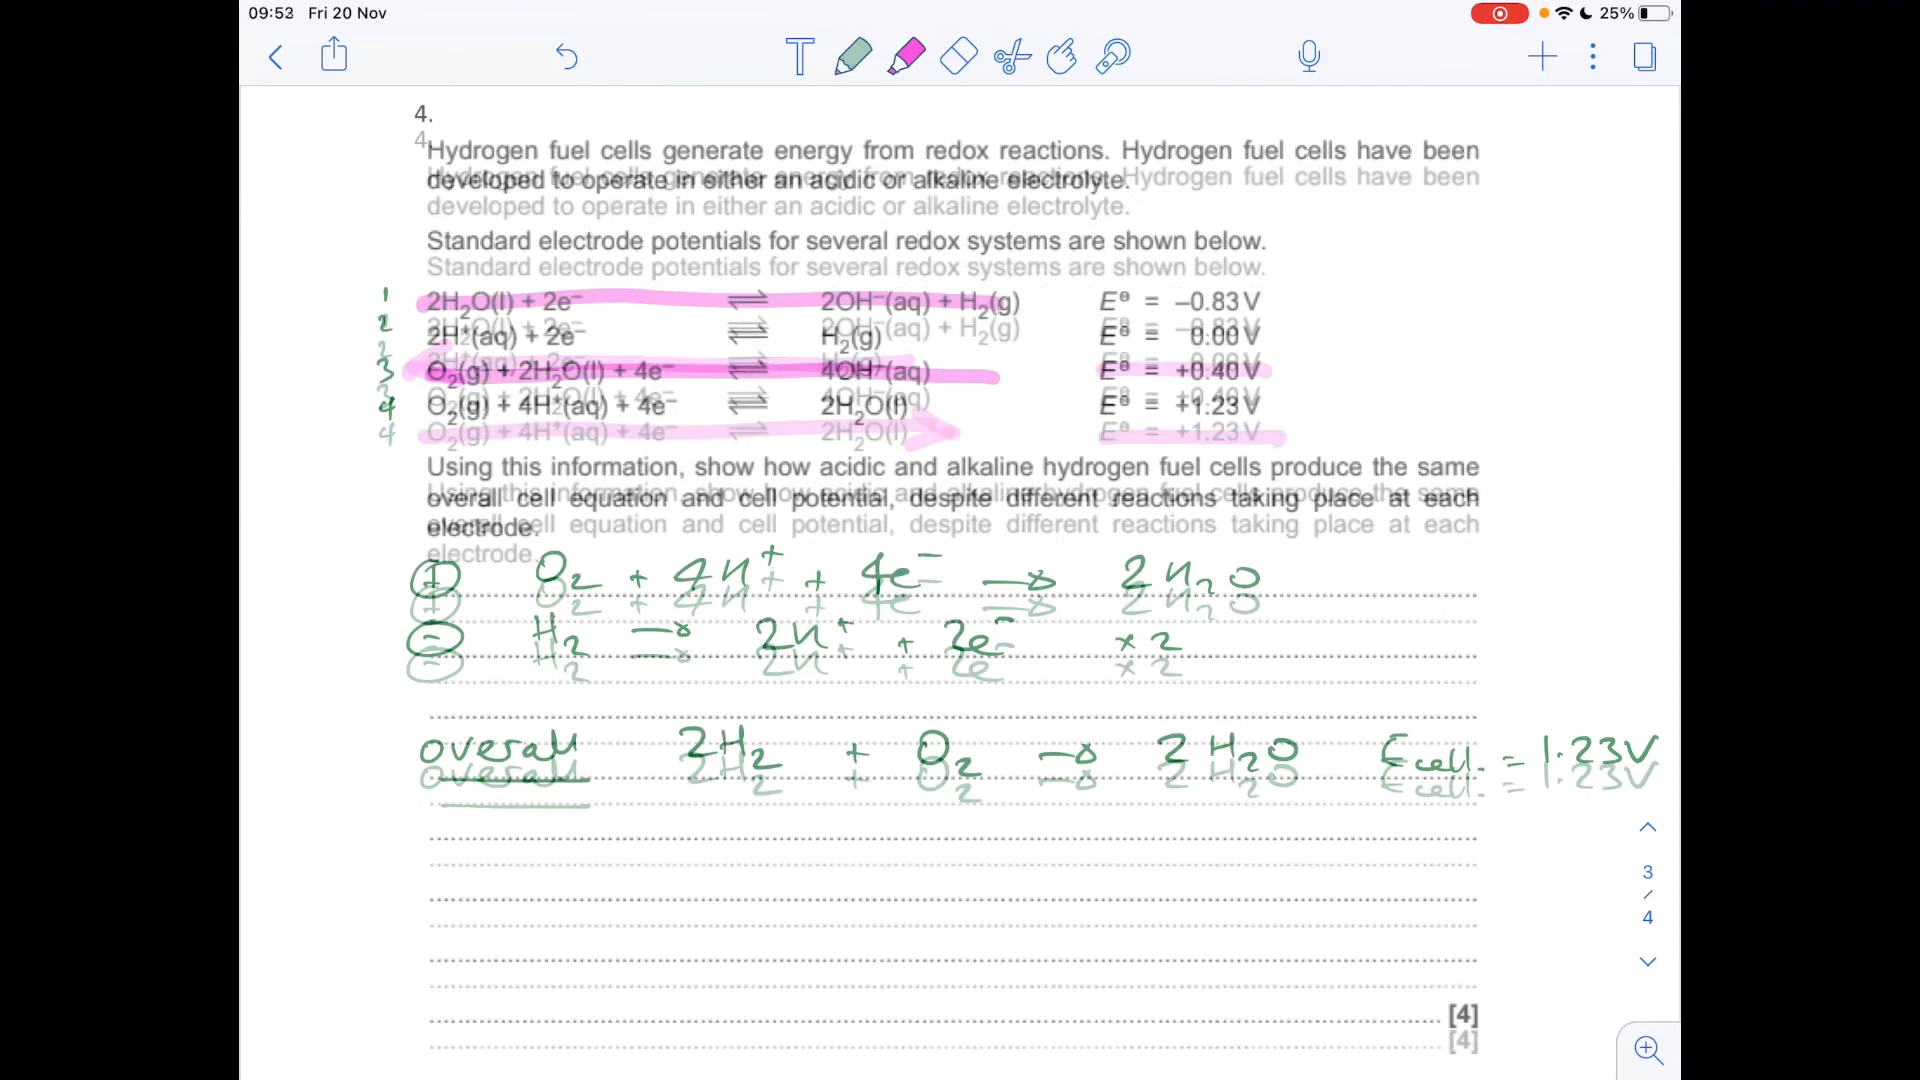 09:53 Fri 20 Nov
25%
T
4.
Hydrogen fuel cells generate energy from redox reactions. Hydrogen fuel cells have been
developed to operate in either an acidic or alkaline electrolyte.
Standard electrode potentials for several redox systems are shown below.
1 2H₂O(l) + 2e⁻ ⇌ 2OH⁻(aq) + H₂(g) E⁰ = −0.83 V
2 2H⁺(aq) + 2e⁻ ⇌ H₂(g) E⁰ = 0.00 V
3 O₂(g) + 2H₂O(l) + 4e⁻ ⇌ 4OH⁻(aq) E⁰ = +0.40 V
4 O₂(g) + 4H⁺(aq) + 4e⁻ ⇌ 2H₂O(l) E⁰ = +1.23 V
Using this information, show how acidic and alkaline hydrogen fuel cells produce the same
overall cell equation and cell potential, despite different reactions taking place at each
electrode.
+ O₂ + 4H⁺ + 4e⁻ → 2H₂O
− H₂ → 2H⁺ + 2e⁻ × 2
overall 2H₂ + O₂ → 2H₂O Ecell. = 1.23V
3
/
4
[4]